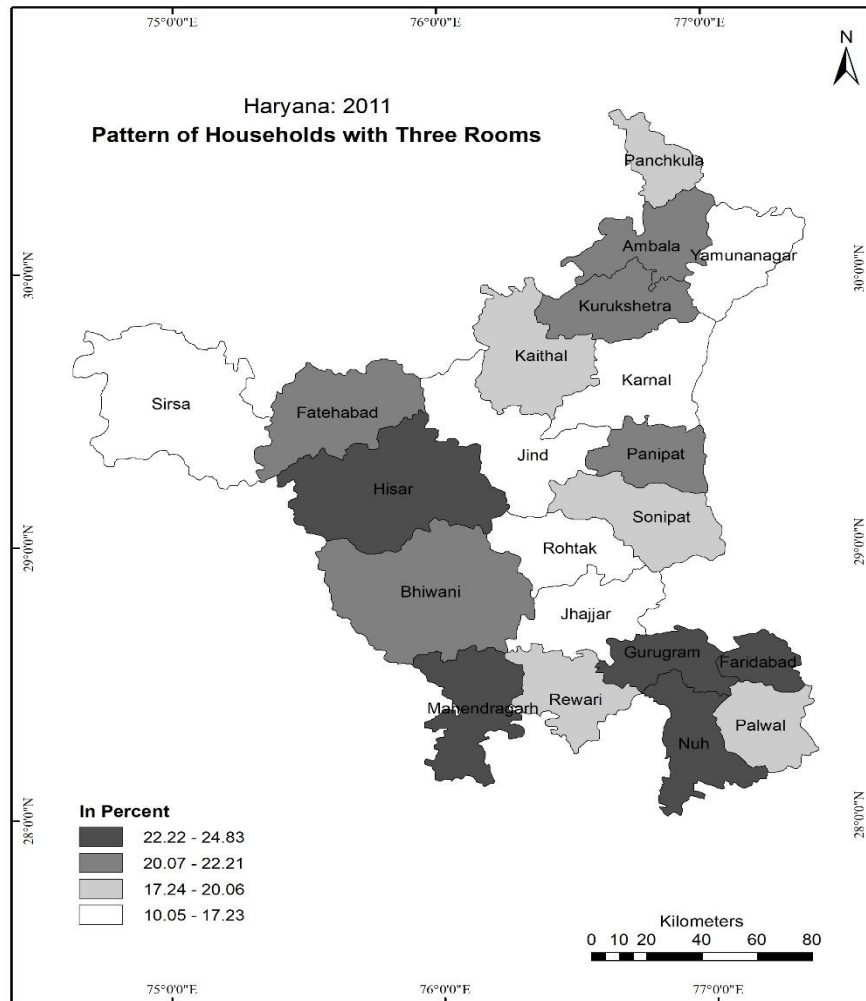 75°0'0"E 76°0'0"E 77°0'0"E
N
Haryana: 2011
Pattern of Households with Three Rooms
Panchkula
Ambala
Yamunanagar
30°0'0"N 30°0'0"N
Kurukshetra
Kaithal
Karnal
Sirsa
Fatehabad
Jind
Panipat
Hisar
Sonipat
29°0'0"N 29°0'0"N
Rohtak
Bhiwani
Jhajjar
Gurugram
Faridabad
Mahendragarh
Rewari
Palwal
Nuh
28°0'0"N 28°0'0"N
In Percent
22.22 - 24.83
20.07 - 22.21
17.24 - 20.06
10.05 - 17.23
Kilometers
0 10 20 40 60 80
75°0'0"E 76°0'0"E 77°0'0"E